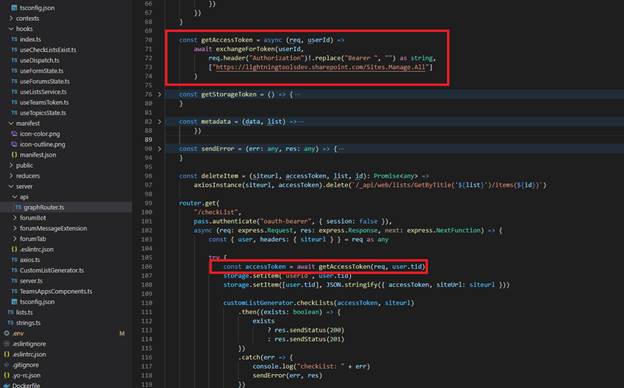 tsconfig.json
contexts
hooks
index.ts
useCheckListsExist.ts
useDispatch.ts
useFormState.ts
useForumsState.ts
useListsService.ts
useTeamsToken.ts
useTopicsState.ts
manifest
icon-color.png
icon-outline.png
manifest.json
public
reducers
server
api
graphRouter.ts
forumBot
forumMessageExtension
forumTab
.eslintrc.json
axios.ts
CustomListGenerator.ts
server.ts
TeamsAppsComponents.ts
tsconfig.json
lists.ts
strings.ts
.env M
.eslintignore
.eslintrc.json
.gitignore
.yo-rc.json
Dockerfile
66 })
67 })
68 }
69
70 const getAccessToken = async (req, userId) =>
71 await exchangeForToken(userId,
72 req.header("Authorization")!.replace("Bearer ", "") as string,
73 ["https://lightningtoolsdev.sharepoint.com/Sites.Manage.All"]
74 )
75
76 const getStorageToken = () => {…
80 }
81
82 const metadata = (data, list) =>…
88 })
89
90 const sendError = (err: any, res: any) => {…
94 }
95
96 const deleteItem = (siteurl, accessToken, list, id): Promise<any> =>
97 axiosInstance(siteurl, accessToken).delete(`/_api/web/lists/GetByTitle('${list}')/items(${id})`)
98
99 router.get(
100 "/checkList",
101 pass.authenticate("oauth-bearer", { session: false }),
102 async (req: express.Request, res: express.Response, next: express.NextFunction) => {
103 const { user, headers: { siteurl } } = req as any
104
105 try {
106 const accessToken = await getAccessToken(req, user.tid)
107 storage.setItem("userid", user.tid)
108 storage.setItem([user.tid], JSON.stringify({ accessToken, siteUrl: siteurl }))
109
110 customListGenerator.checkLists(accessToken, siteurl)
111 .then((exists: boolean) => {
112 exists
113 ? res.sendStatus(200)
114 : res.sendStatus(201)
115 })
116 .catch(err => {
117 console.log("checkList: " + err)
118 sendError(err, res)
119 })